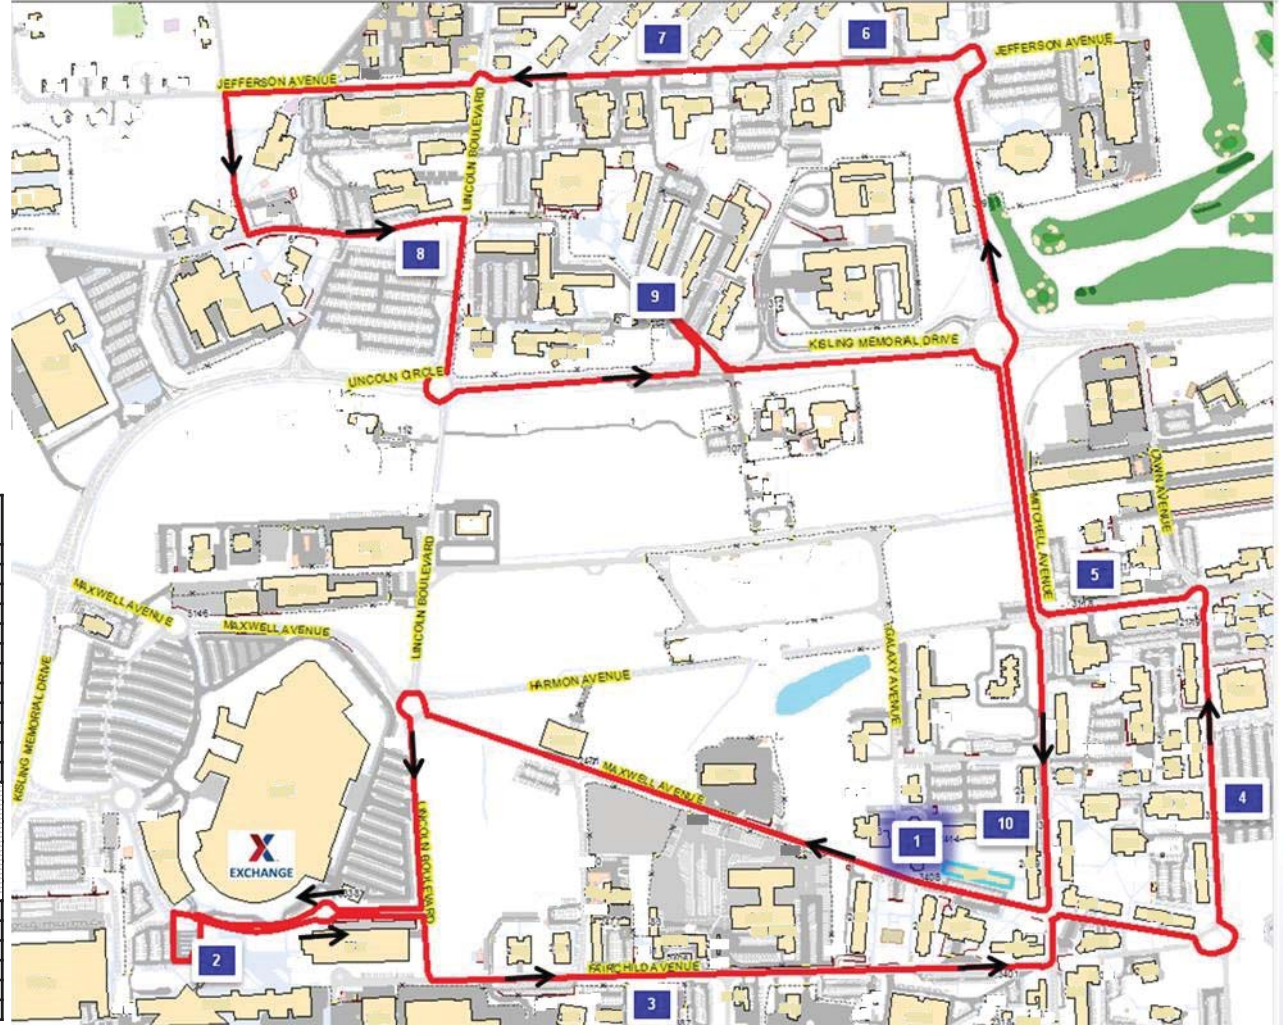 7
6
JEFFERSON AVENUE
JEFFERSON AVENUE
LINCOLN BOULEVARD
8
9
KISLING MEMORIAL DRIVE
LINCOLN CIRCLE
LAWN AVENUE
MITCHELL AVENUE
5
LINCOLN BOULEVARD
MAXWELL AVENUE
MAXWELL AVENUE
HARMON AVENUE
GALAXY AVENUE
KISLING MEMORIAL DRIVE
MAXWELL AVENUE
4
10
1
X
EXCHANGE
LINCOLN BOULEVARD
2
FAIRCHILD AVENUE
3